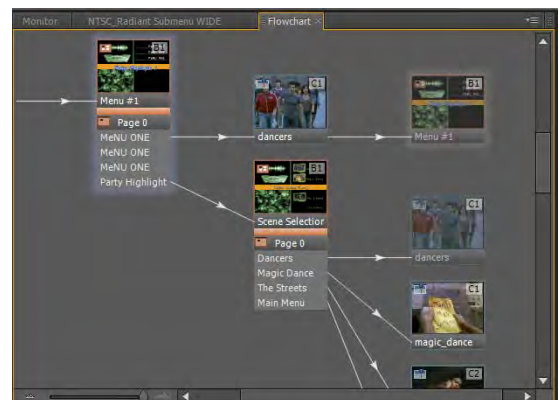 Monitor NTSC_Radiant Submenu WIDE Flowchart
B1
Menu #1
Page 0
MeNU ONE
MeNU ONE
MeNU ONE
Party Highlight
C1
dancers
B1
Menu #1
B1
Scene Selection
Page 0
Dancers
Magic Dance
The Streets
Main Menu
C1
dancers
C1
magic_dance
C2